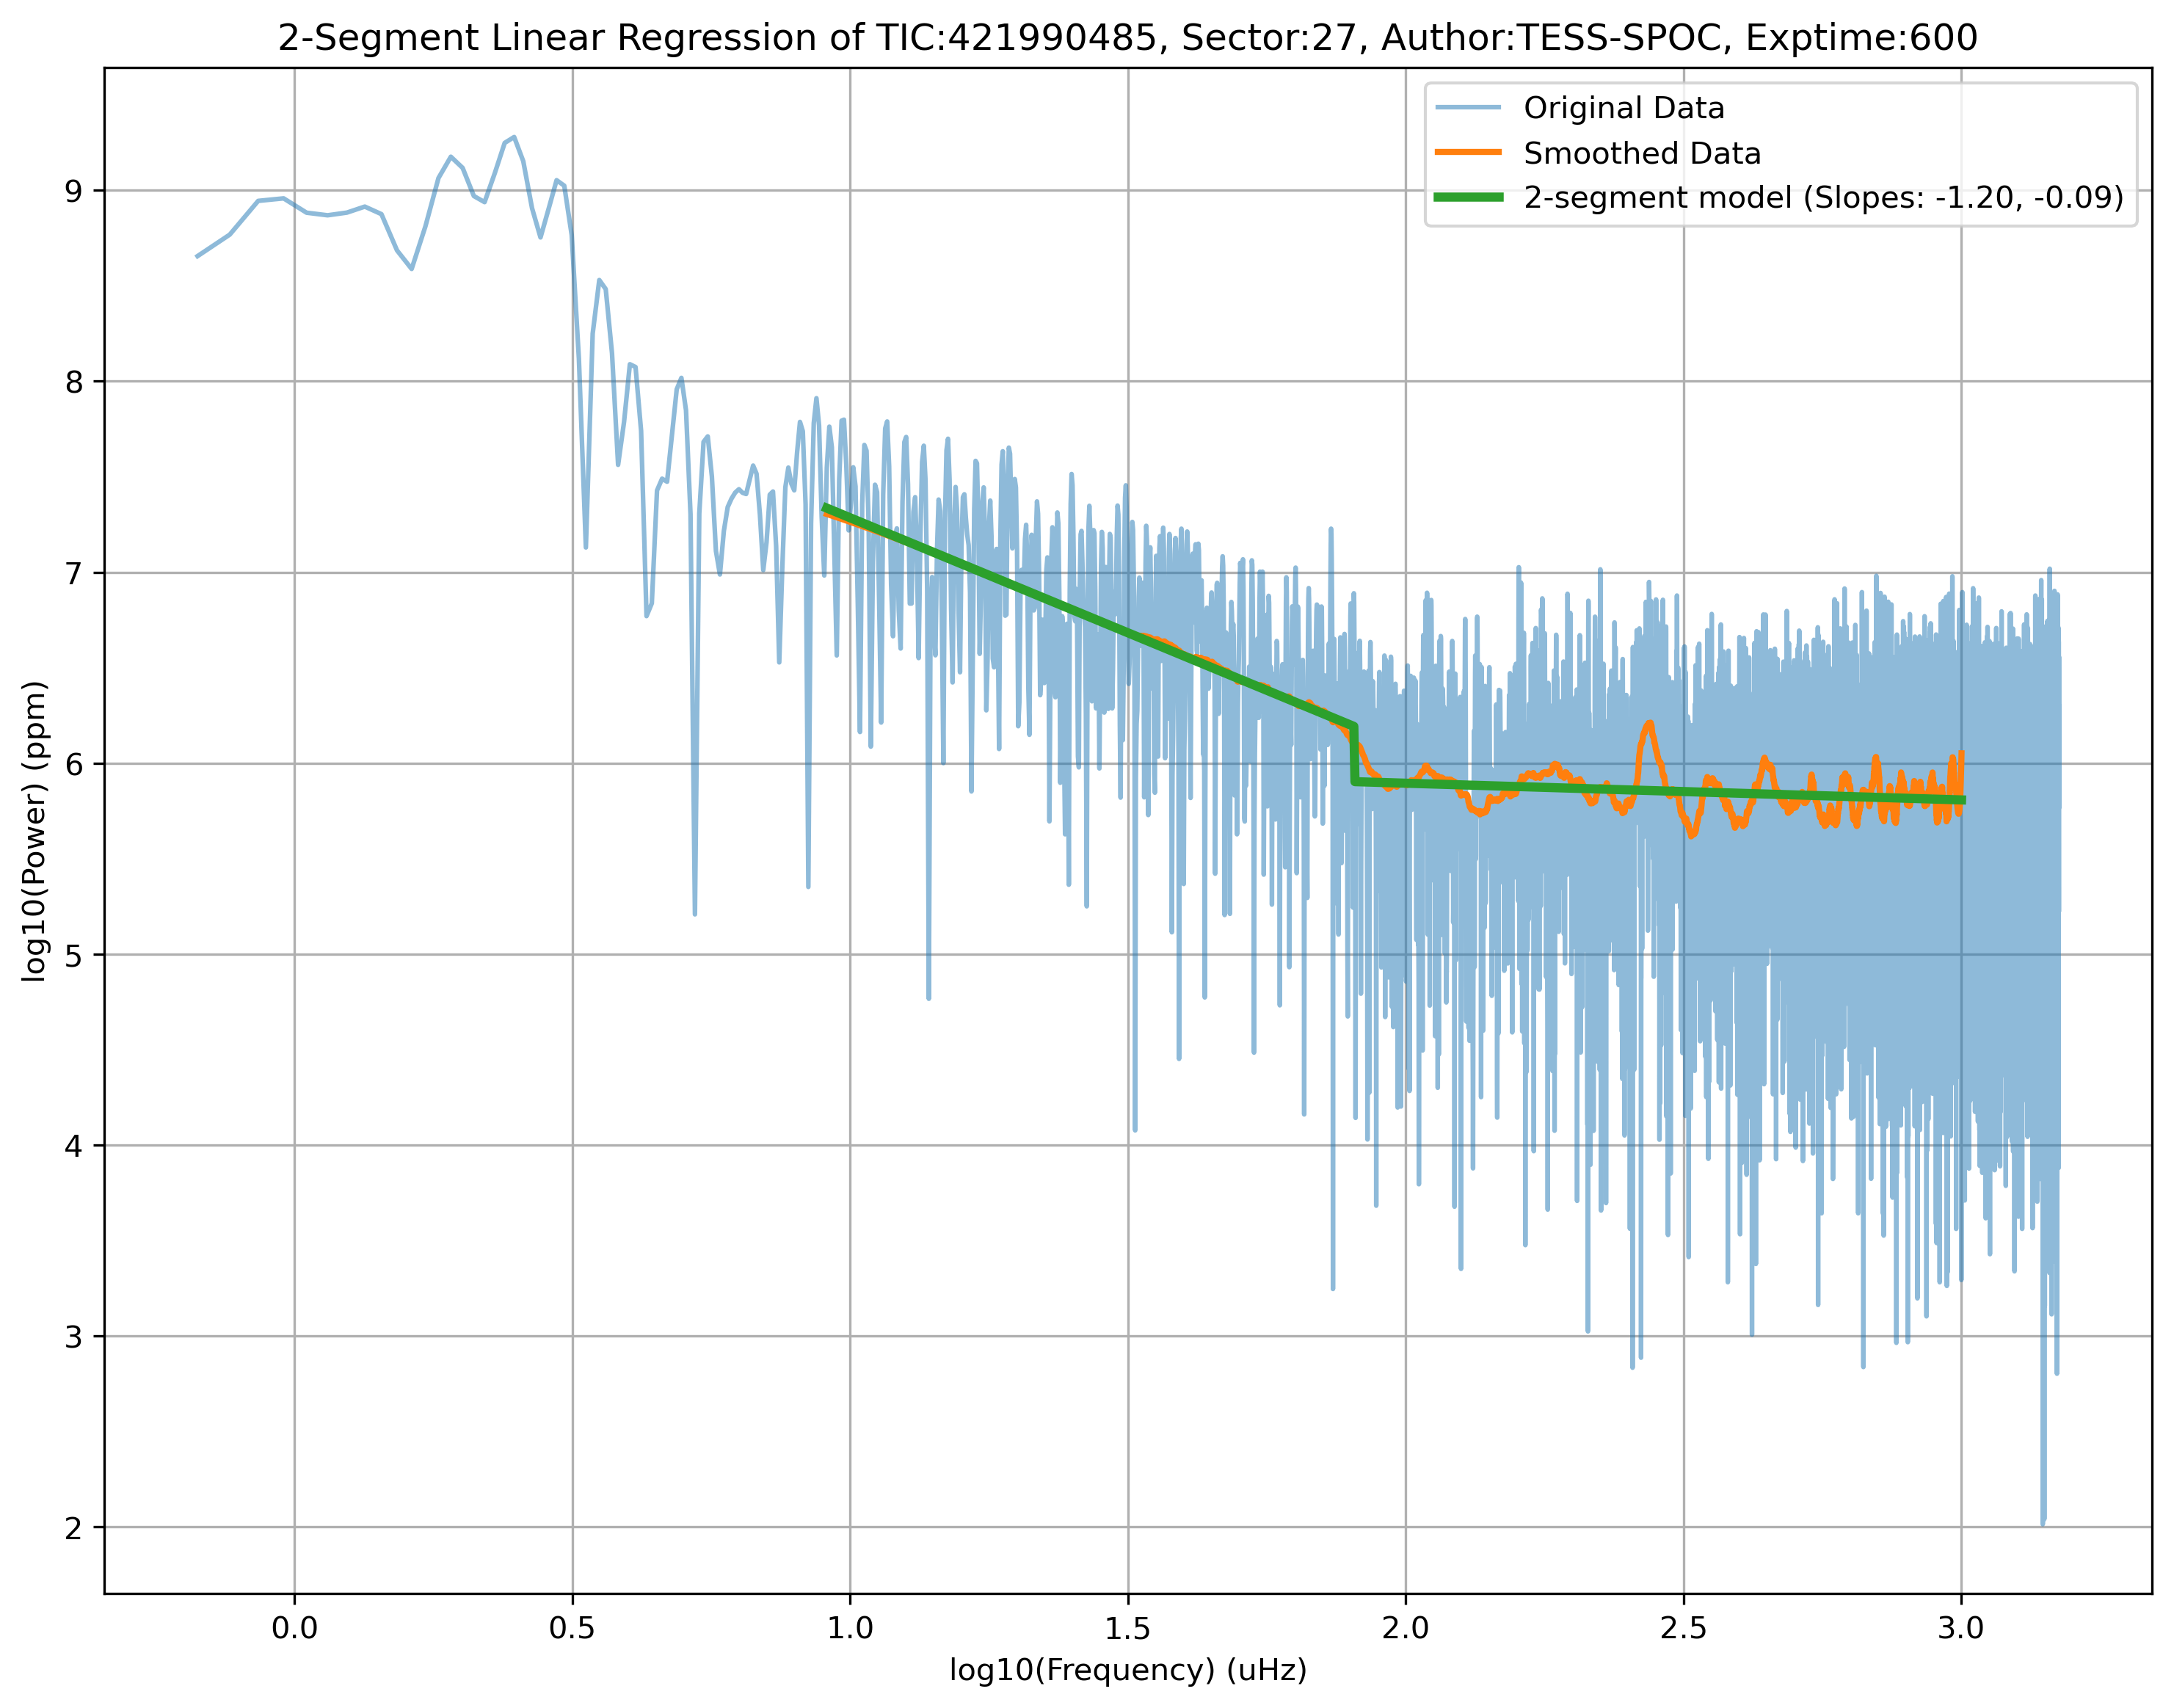 2-Segment Linear Regression of TIC:421990485, Sector:27, Author:TESS-SPOC, Exptime:600
Original Data
Smoothed Data
2-segment model (Slopes: -1.20, -0.09)
log10(Power) (ppm)
9
8
7
6
5
4
3
2
0.0 0.5 1.0 1.5 2.0 2.5 3.0
log10(Frequency) (uHz)